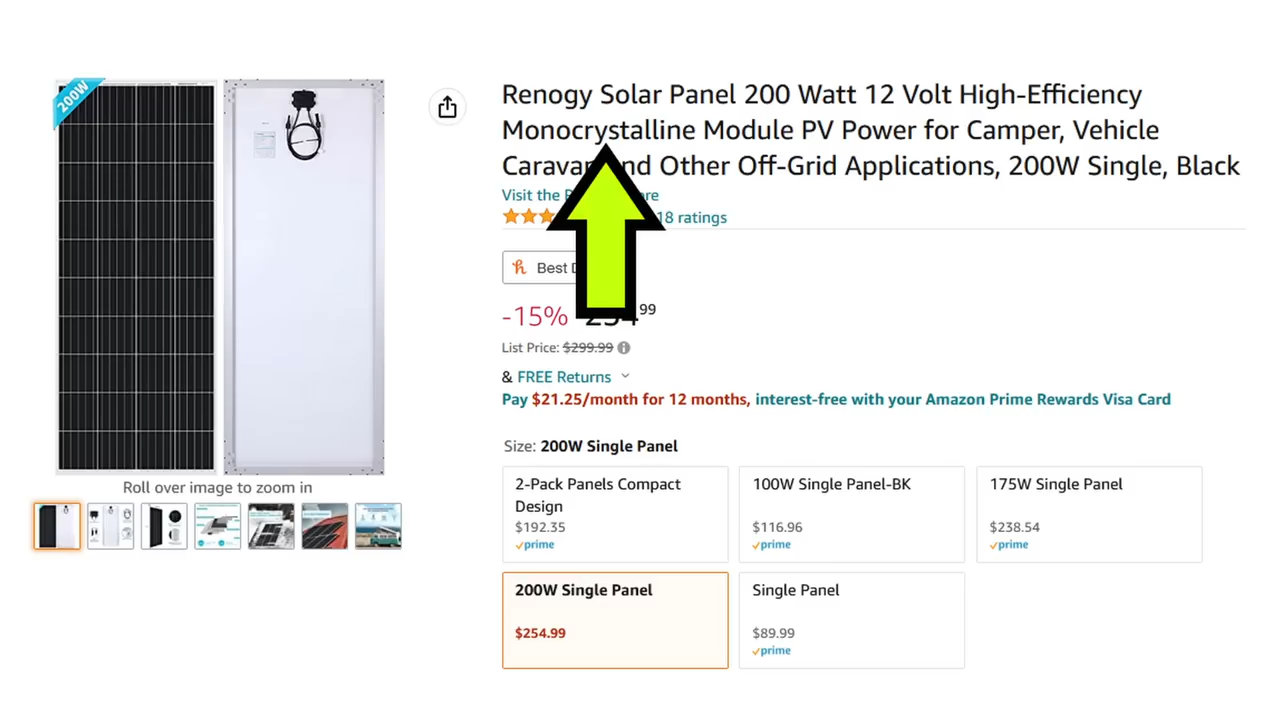 200W
Roll over image to zoom in
Renogy Solar Panel 200 Watt 12 Volt High-Efficiency
Monocrystalline Module PV Power for Camper, Vehicle
and Other Off-Grid Applications, 200W Single, Black
Visit the
18 ratings
Best
-15% 99
List Price: $299.99
& FREE Returns
Pay $21.25/month for 12 months, interest-free with your Amazon Prime Rewards Visa Card
Size: 200W Single Panel
2-Pack Panels Compact
Design
$192.35
prime
100W Single Panel-BK
$116.96
prime
175W Single Panel
$238.54
prime
200W Single Panel
$254.99
Single Panel
$89.99
prime